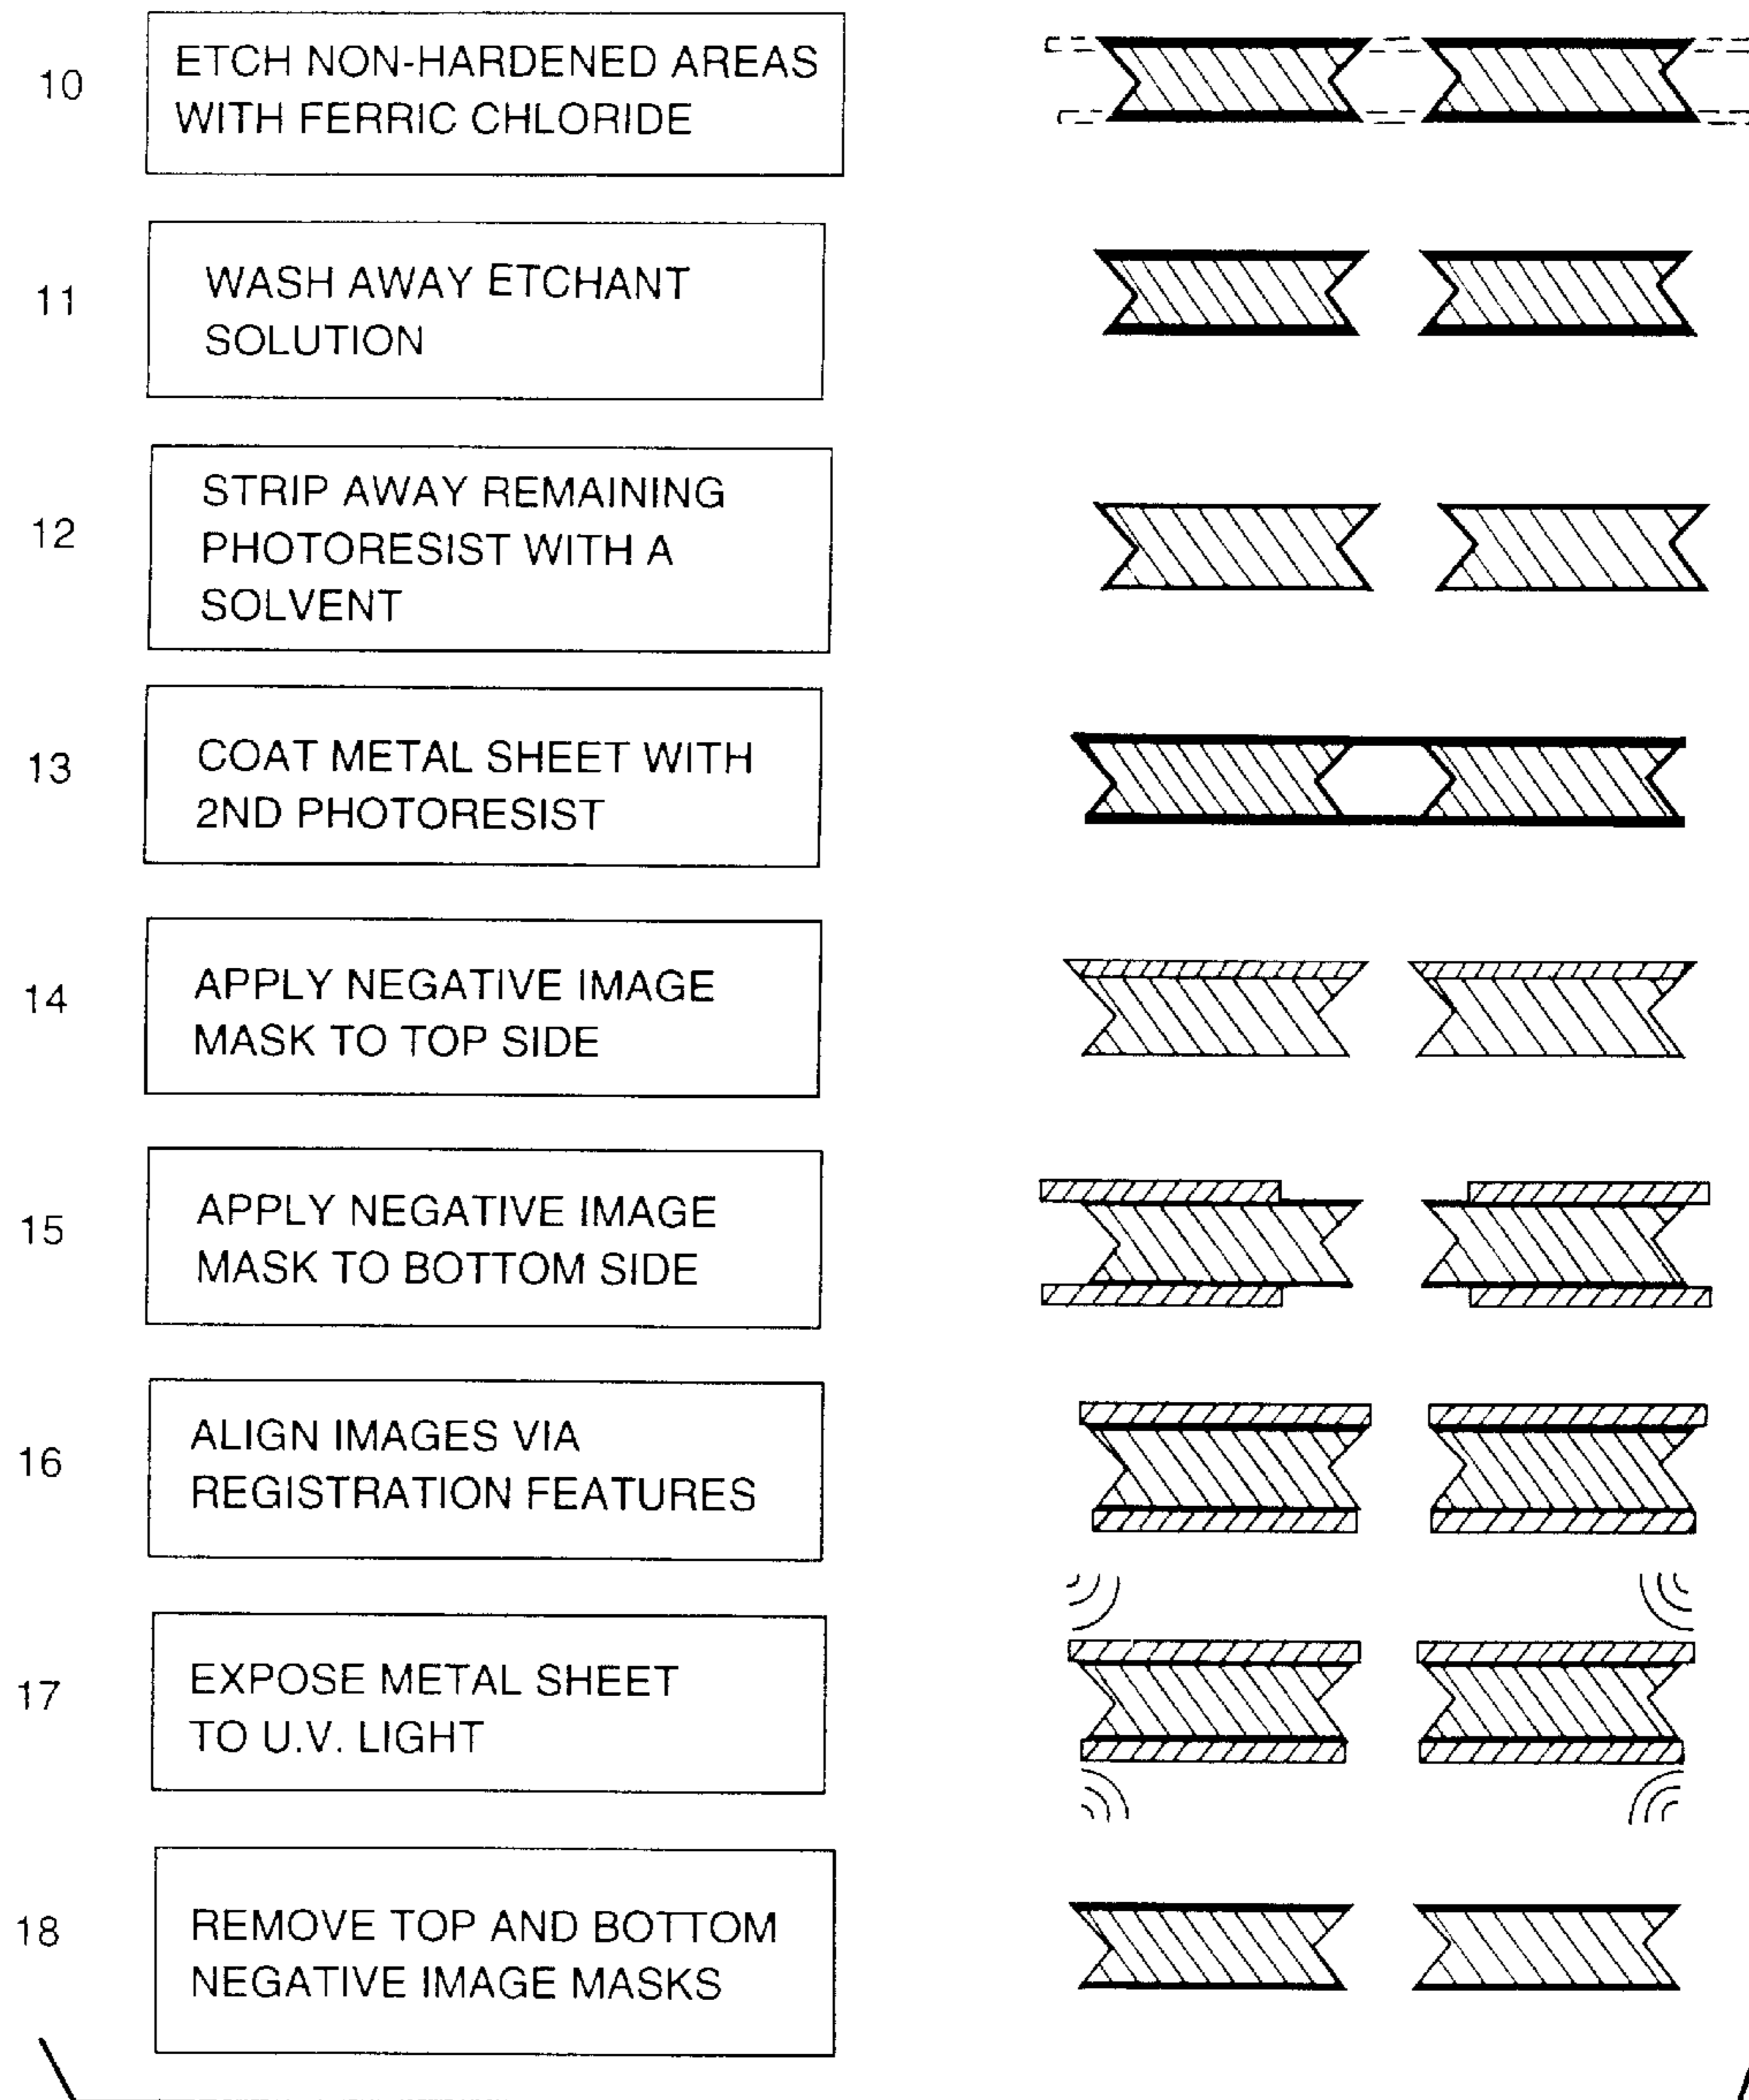 10
ETCH NON-HARDENED AREAS
WITH FERRIC CHLORIDE
11
WASH AWAY ETCHANT
SOLUTION
12
STRIP AWAY REMAINING
PHOTORESIST WITH A
SOLVENT
13
COAT METAL SHEET WITH
2ND PHOTORESIST
14
APPLY NEGATIVE IMAGE
MASK TO TOP SIDE
15
APPLY NEGATIVE IMAGE
MASK TO BOTTOM SIDE
16
ALIGN IMAGES VIA
REGISTRATION FEATURES
17
EXPOSE METAL SHEET
TO U.V. LIGHT
18
REMOVE TOP AND BOTTOM
NEGATIVE IMAGE MASKS